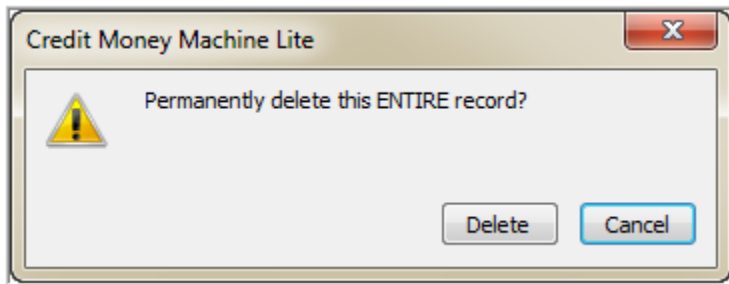 Credit Money Machine Lite
Permanently delete this ENTIRE record?
Delete Cancel